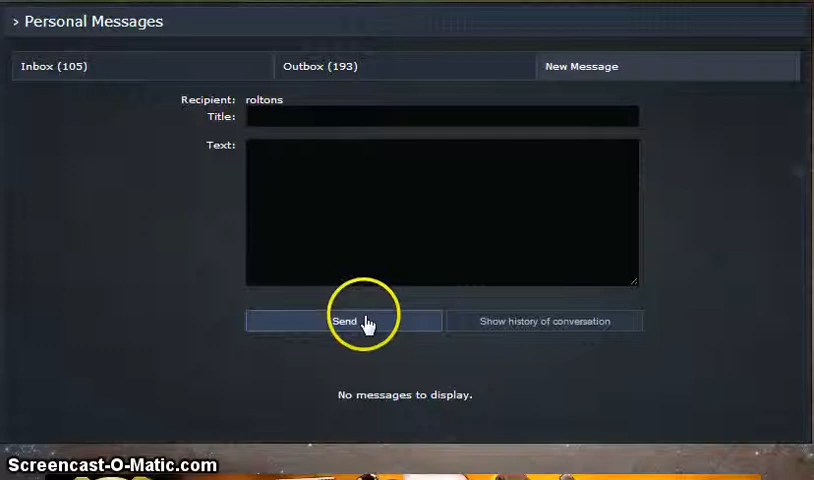 > Personal Messages
Inbox (105)
Outbox (193)
New Message
Recipient: roltons
Title:
Text:
Send
Show history of conversation
No messages to display.
Screencast-O-Matic.com